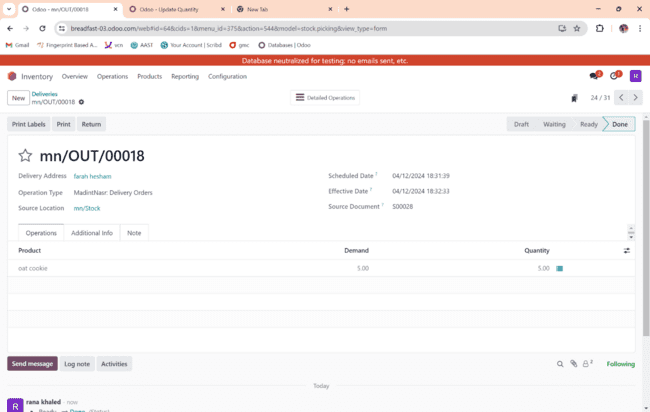 Odoo - mn/OUT/00018
Odoo - Update Quantity
New Tab
breadfast-03.odoo.com/web#id=64&cids=1&menu_id=375&action=544&model=stock.picking&view_type=form
Gmail
Fingerprint Based A...
vcn
AAST
Your Account | Scribd
gmc
Databases | Odoo
Database neutralized for testing: no emails sent, etc.
Inventory
Overview
Operations
Products
Reporting
Configuration
R
New
Deliveries
mn/OUT/00018
Detailed Operations
24 / 31
Print Labels
Print
Return
Draft
Waiting
Ready
Done
mn/OUT/00018
Delivery Address ? farah hesham
Scheduled Date ? 04/12/2024 18:31:39
Operation Type MadintNasr: Delivery Orders
Effective Date ? 04/12/2024 18:32:33
Source Location mn/Stock
Source Document ? S00028
Operations
Additional Info
Note
Product Demand Quantity
oat cookie 5.00 5.00
Send message
Log note
Activities
2
Following
Today
R
rana khaled now
Ready → Done (Status)